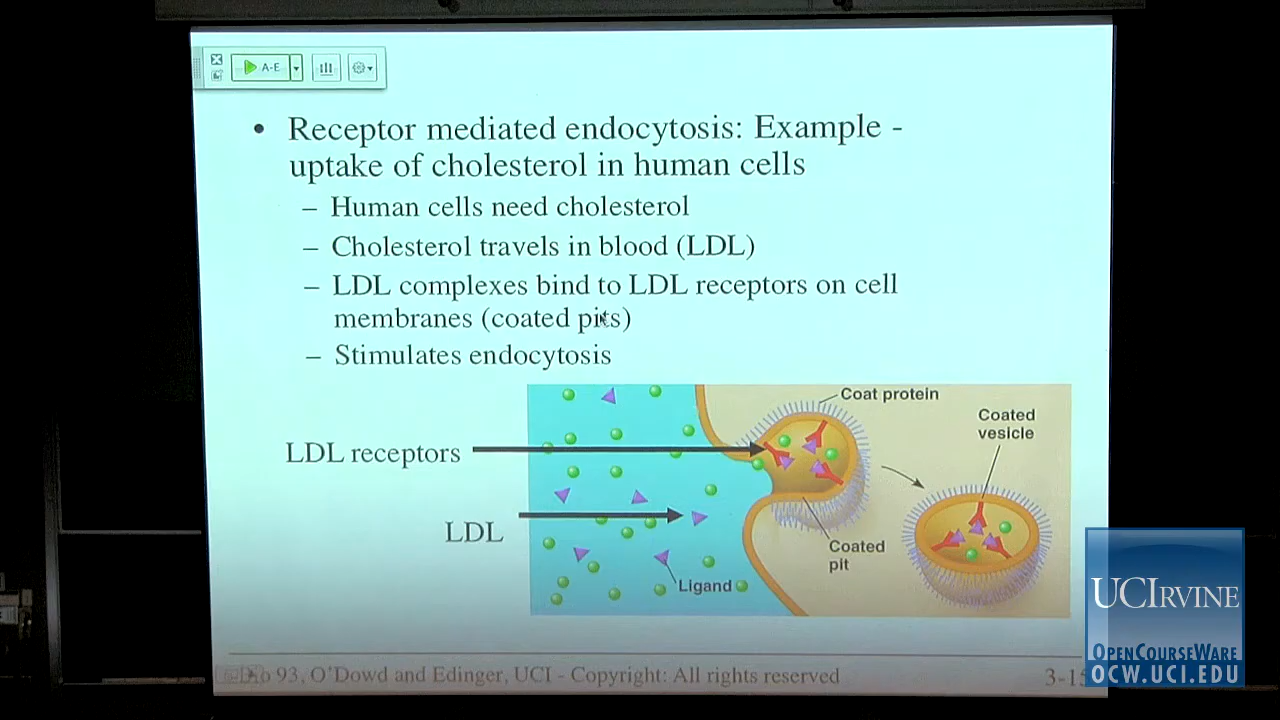 A-E
• Receptor mediated endocytosis: Example -
uptake of cholesterol in human cells
– Human cells need cholesterol
– Cholesterol travels in blood (LDL)
– LDL complexes bind to LDL receptors on cell
membranes (coated pits)
– Stimulates endocytosis
Coat protein
Coated
vesicle
LDL receptors
LDL
Coated
pit
Ligand
93, O'Dowd and Edinger, UCI - Copyright: All rights reserved
UCIRVINE
OPENCOURSEWARE
OCW.UCI.EDU